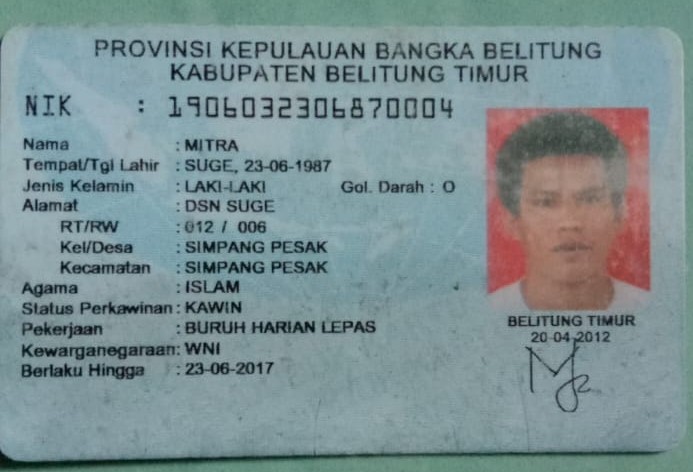 PROVINSI KEPULAUAN BANGKA BELITUNG
KABUPATEN BELITUNG TIMUR
NIK : 1906032306870004
Nama : MITRA
Tempat/Tgl Lahir : SUGE, 23-06-1987
Jenis Kelamin : LAKI-LAKI Gol. Darah : O
Alamat : DSN SUGE
RT/RW : 012 / 006
Kel/Desa : SIMPANG PESAK
Kecamatan : SIMPANG PESAK
Agama : ISLAM
Status Perkawinan : KAWIN
Pekerjaan : BURUH HARIAN LEPAS
Kewarganegaraan : WNI
Berlaku Hingga : 23-06-2017
BELITUNG TIMUR
20-04-2012